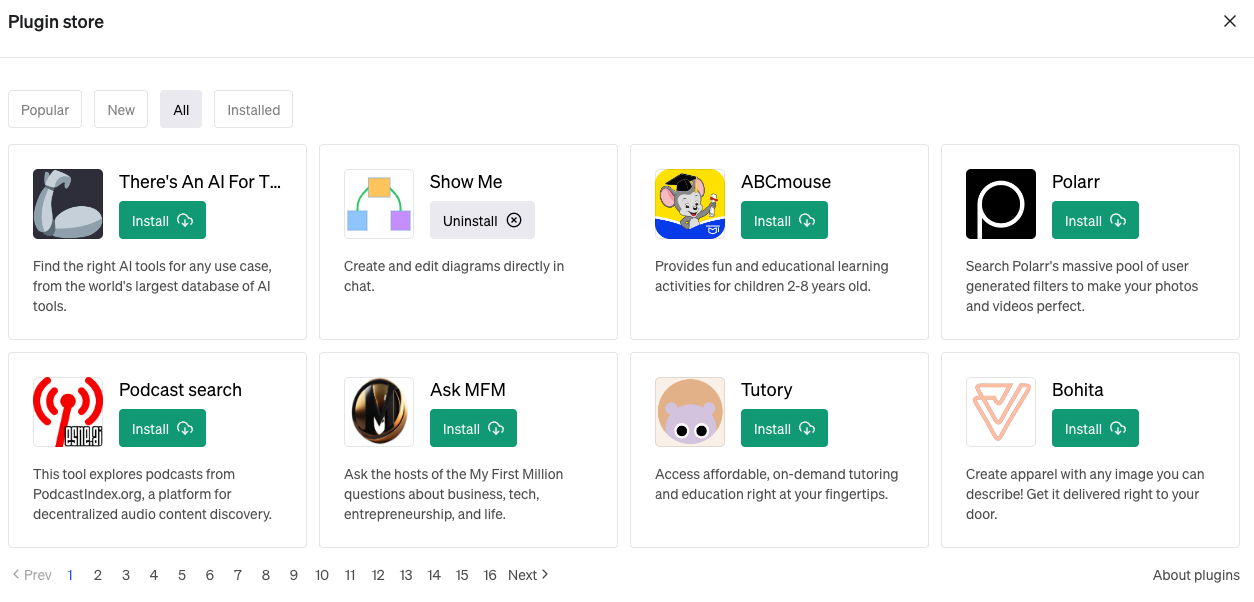 Plugin store
Popular
New
All
Installed
There's An AI For T...
Install
Find the right AI tools for any use case,
from the world's largest database of AI
tools.
Show Me
Uninstall
Create and edit diagrams directly in
chat.
ABCmouse
Install
Provides fun and educational learning
activities for children 2-8 years old.
Polarr
Install
Search Polarr's massive pool of user
generated filters to make your photos
and videos perfect.
Podcast search
Install
This tool explores podcasts from
PodcastIndex.org, a platform for
decentralized audio content discovery.
M
Ask MFM
Install
Ask the hosts of the My First Million
questions about business, tech,
entrepreneurship, and life.
Tutory
Install
Access affordable, on-demand tutoring
and education right at your fingertips.
Bohita
Install
Create apparel with any image you can
describe! Get it delivered right to your
door.
Prev 1 2 3 4 5 6 7 8 9 10 11 12 13 14 15 16 Next
About plugins